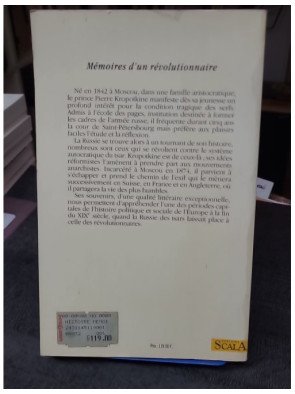 Mémoires d'un révolutionnaire
Né en 1842 à Moscou, dans une famille aristocratique,
le prince Pierre Kropotkine manifeste dès sa jeunesse un
profond intérêt pour la condition tragique des serfs.
Admis à l'école des pages, institution destinée à former
les cadres de l'armée russe, il fréquente durant cinq ans
la cour de Saint-Pétersbourg mais préfère aux plaisirs
faciles l'étude et la réflexion.
La Russie se trouve alors à un tournant de son histoire,
nombreux sont ceux qui se révoltent contre le système
autocratique du tsar. Kropotkine est de ceux-là, ses idées
réformistes l'amènent à prendre part aux mouvements
anarchistes. Incarcéré à Moscou en 1873, il parvient à
s'échapper et prend le chemin de l'exil qui le mènera
successivement en Suisse, en France et en Angleterre, où
il partagera la vie des plus humbles.
Ses souvenirs, d'une qualité littéraire exceptionnelle,
nous permettent d'appréhender l'une des périodes capi-
tales de l'histoire politique et sociale de l'Europe à la fin
du XIXe siècle, quand la Russie des tsars faisait place à
celle des révolutionnaires.
F119.00
SCALA